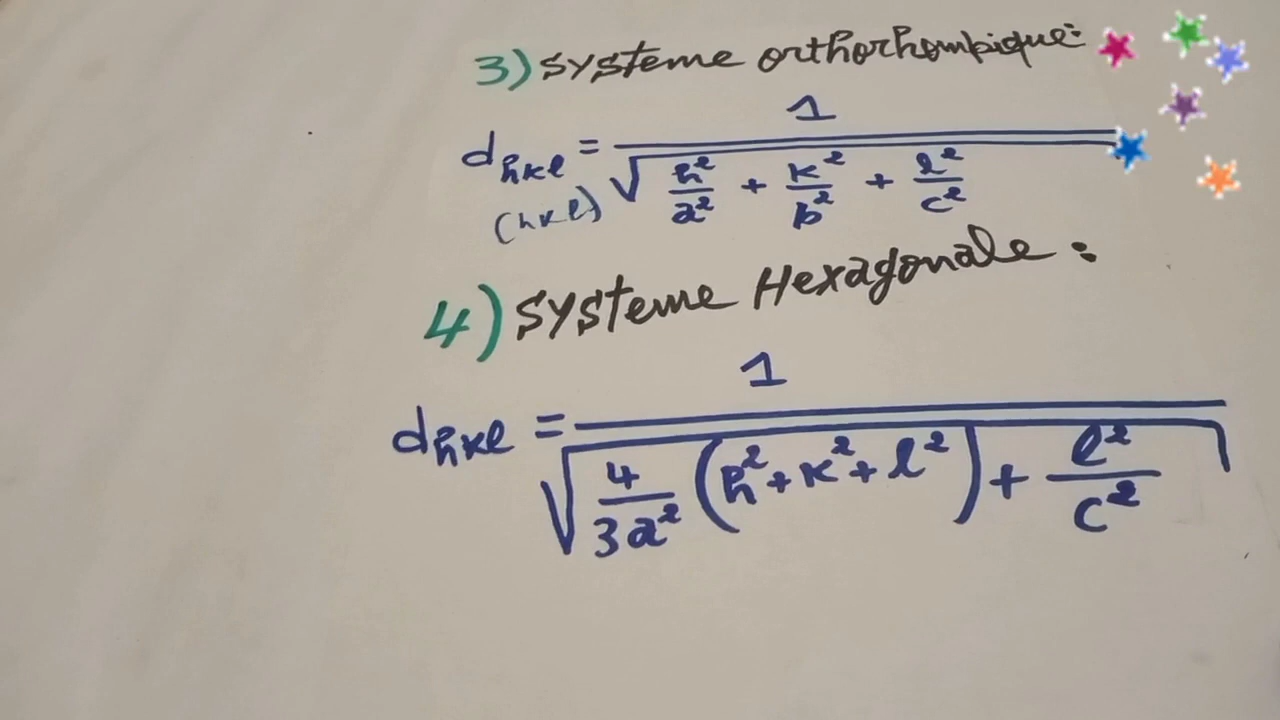 3) systeme orthorhombique:
d_hkl = 1 / √(h²/a² + k²/b² + l²/c²)
(hkl)
4) systeme Hexagonale :
d_hkl = 1 / √(4/3a² (h² + k² + l²) + l²/c²)